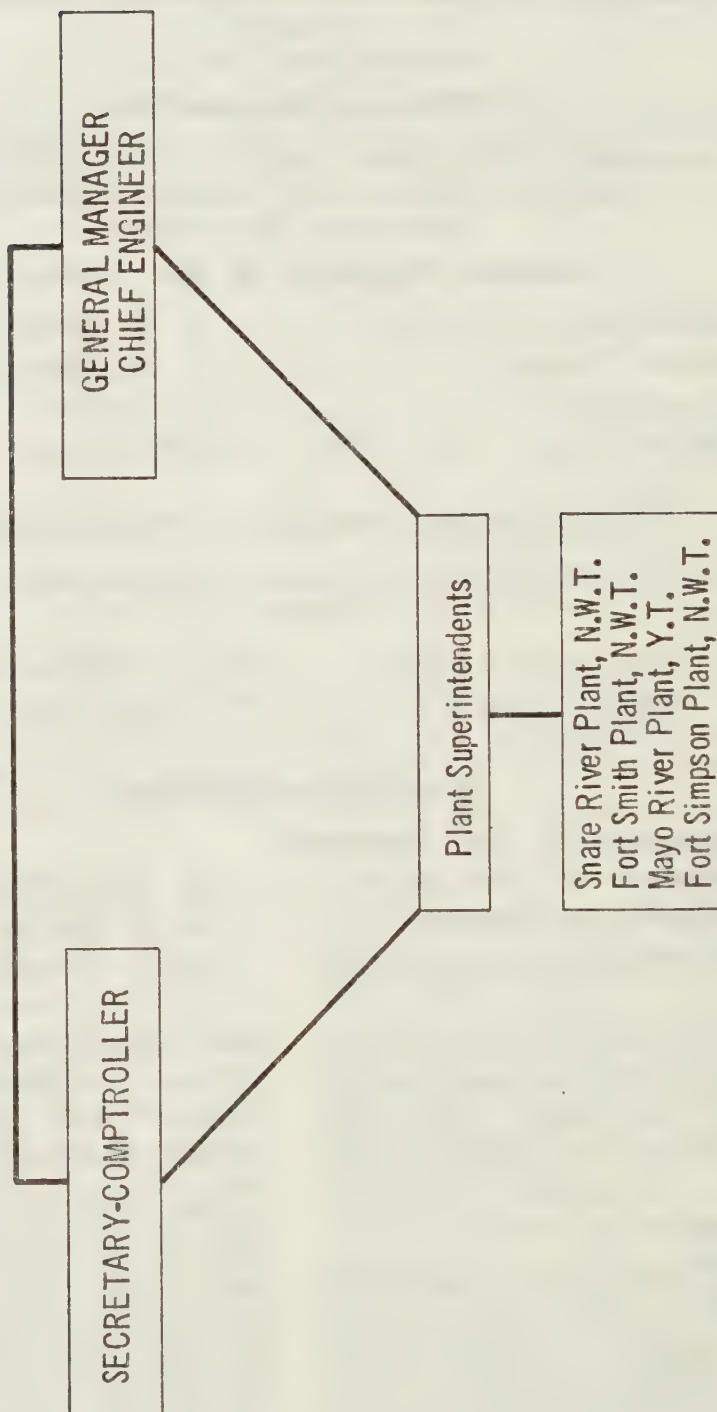 SECRETARY-COMPTROLLER
GENERAL MANAGER
CHIEF ENGINEER
Plant Superintendents
Snare River Plant, N.W.T.
Fort Smith Plant, N.W.T.
Mayo River Plant, Y.T.
Fort Simpson Plant, N.W.T.